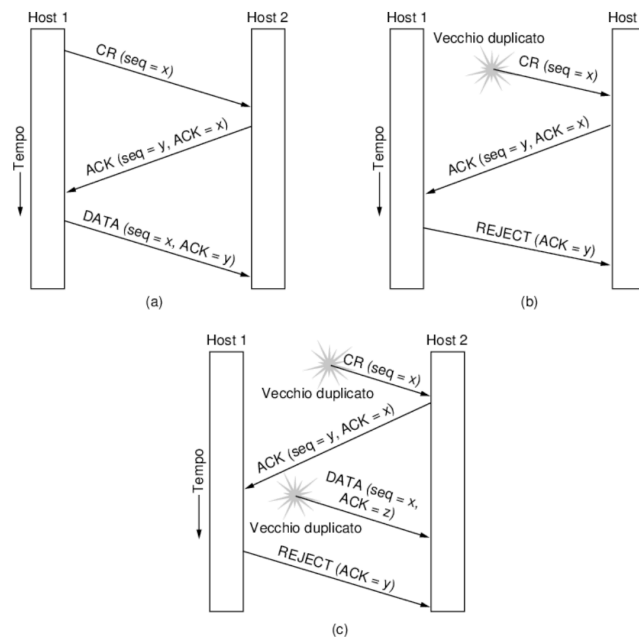 Host 1
Host 2
CR (seq = x)
ACK (seq = y, ACK = x)
DATA (seq = x, ACK = y)
Tempo
(a)
Host 1
Host
Vecchio duplicato
CR (seq = x)
ACK (seq = y, ACK = x)
REJECT (ACK = y)
Tempo
(b)
Host 1
Host 2
CR (seq = x)
Vecchio duplicato
ACK (seq = y, ACK = x)
DATA (seq = x,
ACK = z)
Vecchio duplicato
REJECT (ACK = y)
Tempo
(c)